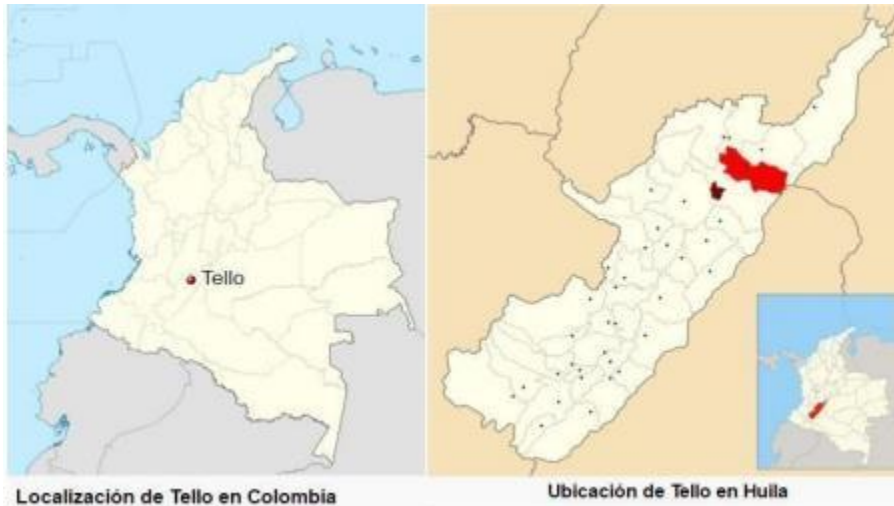 Tello
Localización de Tello en Colombia
Ubicación de Tello en Huila